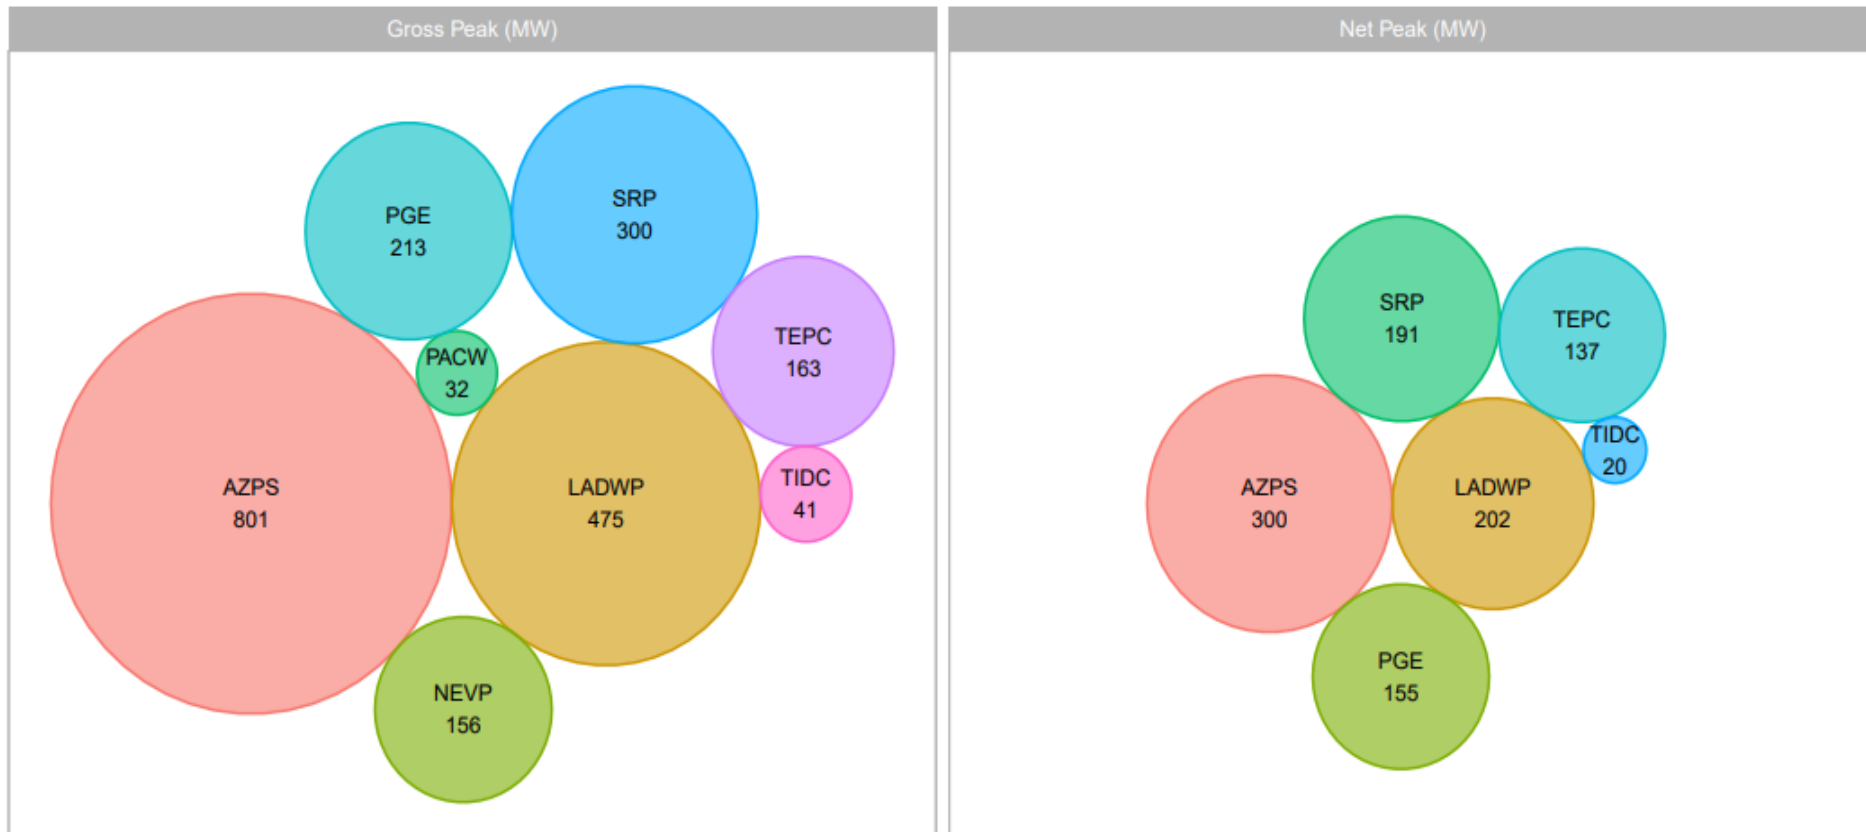 Gross Peak (MW)
Net Peak (MW)
PGE
213
SRP
300
PACW
32
TEPC
163
AZPS
801
LADWP
475
TIDC
41
NEVP
156
SRP
191
TEPC
137
TIDC
20
AZPS
300
LADWP
202
PGE
155